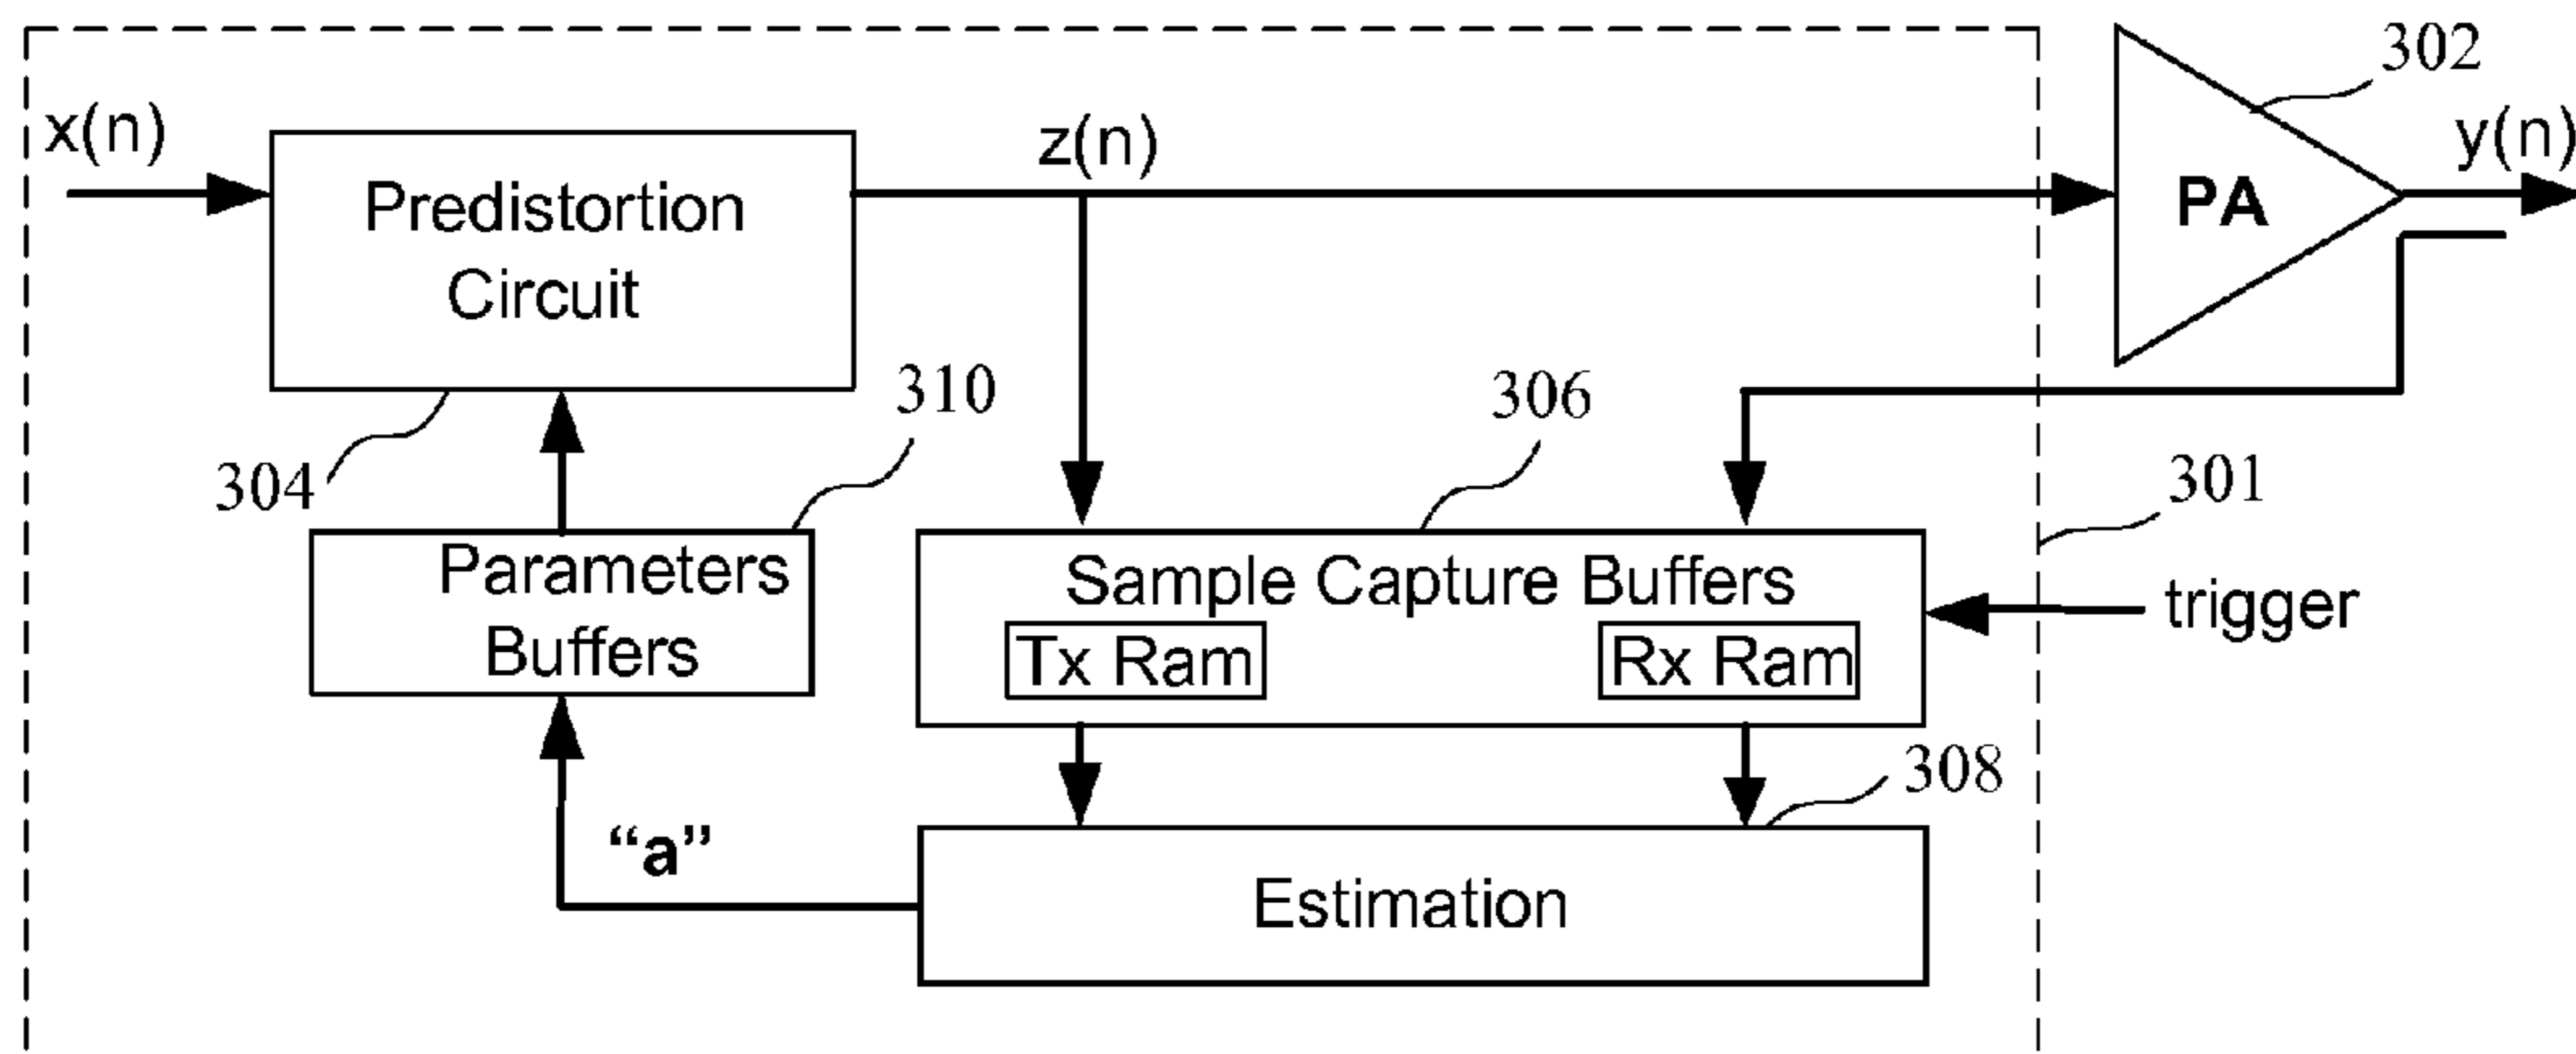 302
x(n)
z(n)
y(n)
Predistortion
Circuit
PA
310
306
304
301
Parameters
Buffers
Sample Capture Buffers
trigger
Tx Ram
Rx Ram
308
“a”
Estimation